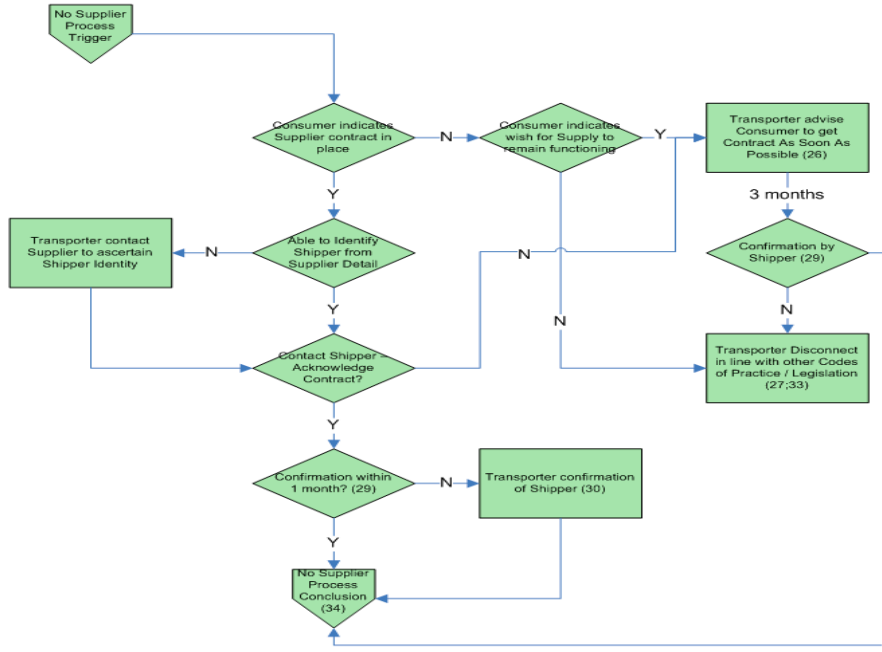 No Supplier
Process
Trigger
Consumer indicates
Supplier contract in
place
N
Consumer indicates
wish for Supply to
remain functioning
Y
Transporter advise
Consumer to get
Contract As Soon As
Possible (26)
Y
3 months
Transporter contact
Supplier to ascertain
Shipper Identity
N
Able to Identify
Shipper from
Supplier Detail
N
Confirmation by
Shipper (29)
Y
N
N
Contact Shipper –
Acknowledge
Contract?
Transporter Disconnect
in line with other Codes
of Practice / Legislation
(27;33)
Y
Confirmation within
1 month? (29)
N
Transporter confirmation
of Shipper (30)
Y
No Supplier
Process
Conclusion
(34)